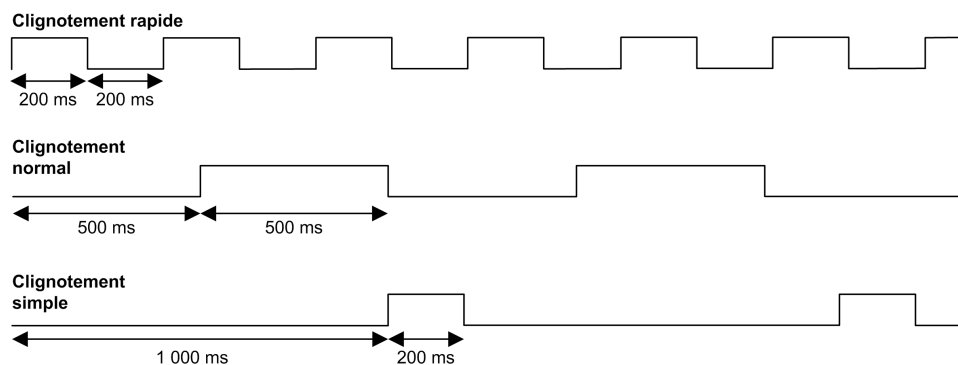 Clignotement rapide
200 ms 200 ms
Clignotement
normal
500 ms 500 ms
Clignotement
simple
1 000 ms 200 ms